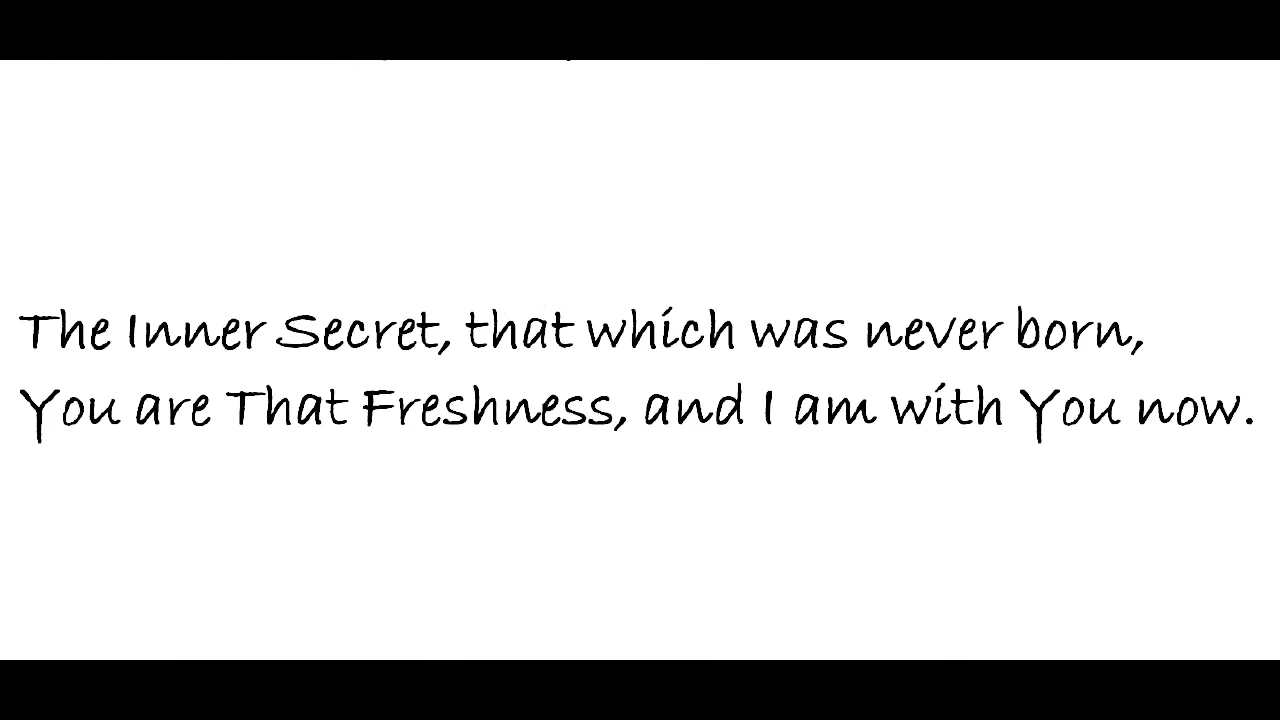 The Inner Secret, that which was never born,
You are That Freshness, and I am with You now.